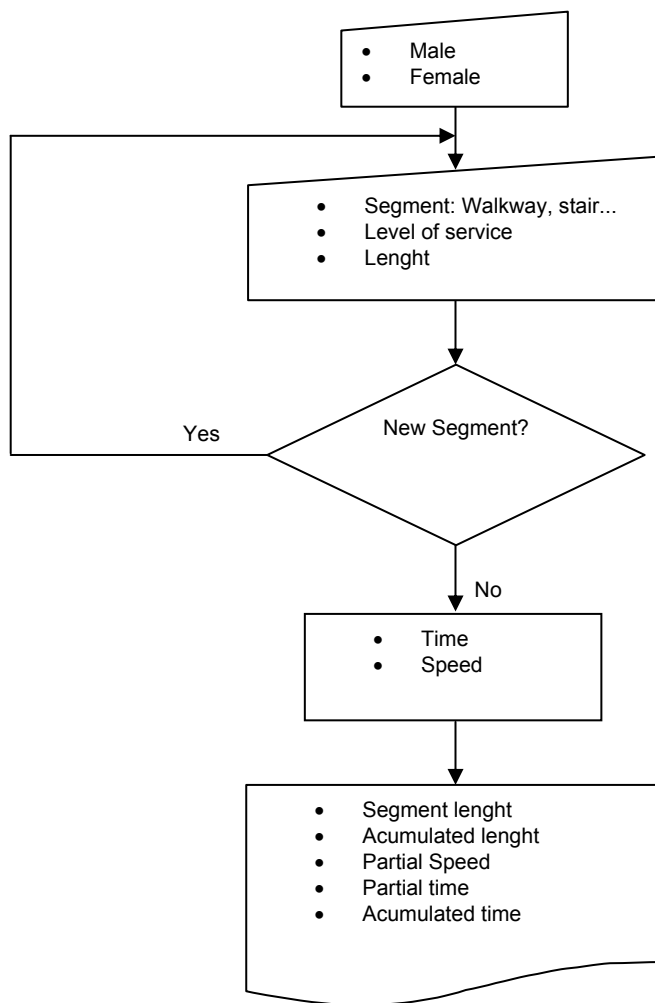 • Male
• Female
• Segment: Walkway, stair...
• Level of service
• Lenght
New Segment?
Yes
No
• Time
• Speed
• Segment lenght
• Acumulated lenght
• Partial Speed
• Partial time
• Acumulated time